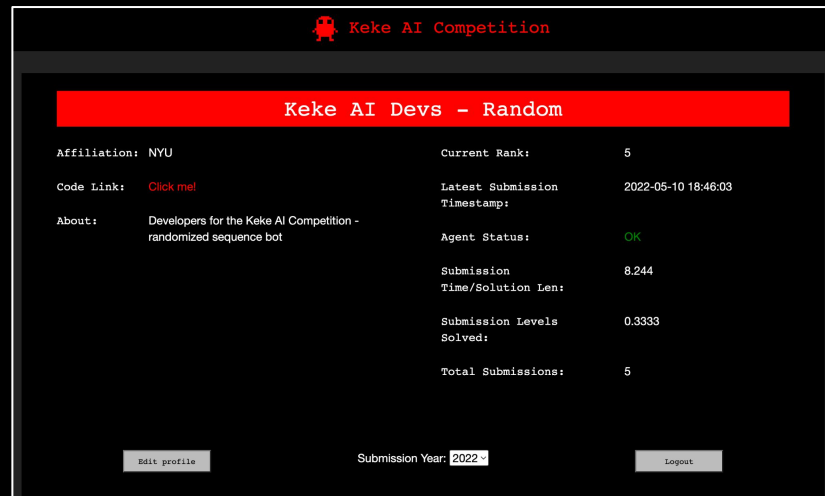 Keke AI Competition
Keke AI Devs - Random
Affiliation: NYU
Code Link: Click me!
About: Developers for the Keke AI Competition -
randomized sequence bot
Current Rank: 5
Latest Submission 2022-05-10 18:46:03
Timestamp:
Agent Status: OK
Submission 8.244
Time/Solution Len:
Submission Levels 0.3333
Solved:
Total Submissions: 5
Edit profile
Submission Year: 2022
Logout